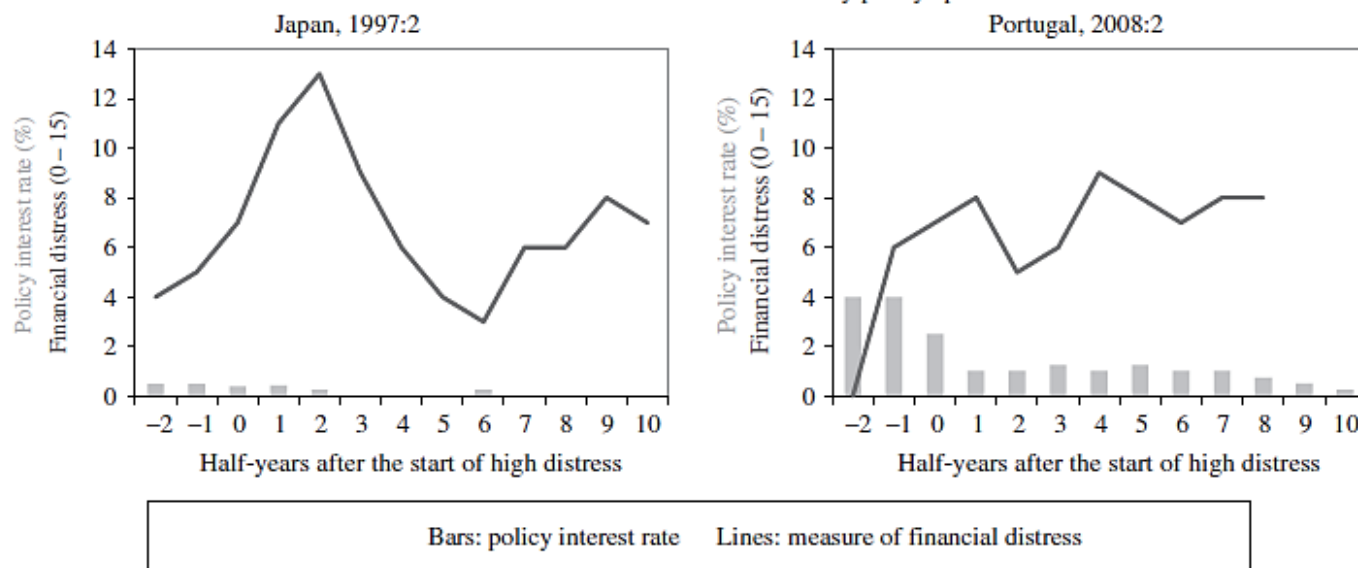 Japan, 1997:2
Policy interest rate (%)
Financial distress (0 – 15)
14
12
10
8
6
4
2
0
–2 –1 0 1 2 3 4 5 6 7 8 9 10
Half-years after the start of high distress
Portugal, 2008:2
Policy interest rate (%)
Financial distress (0 – 15)
14
12
10
8
6
4
2
0
–2 –1 0 1 2 3 4 5 6 7 8 9 10
Half-years after the start of high distress
Bars: policy interest rate Lines: measure of financial distress